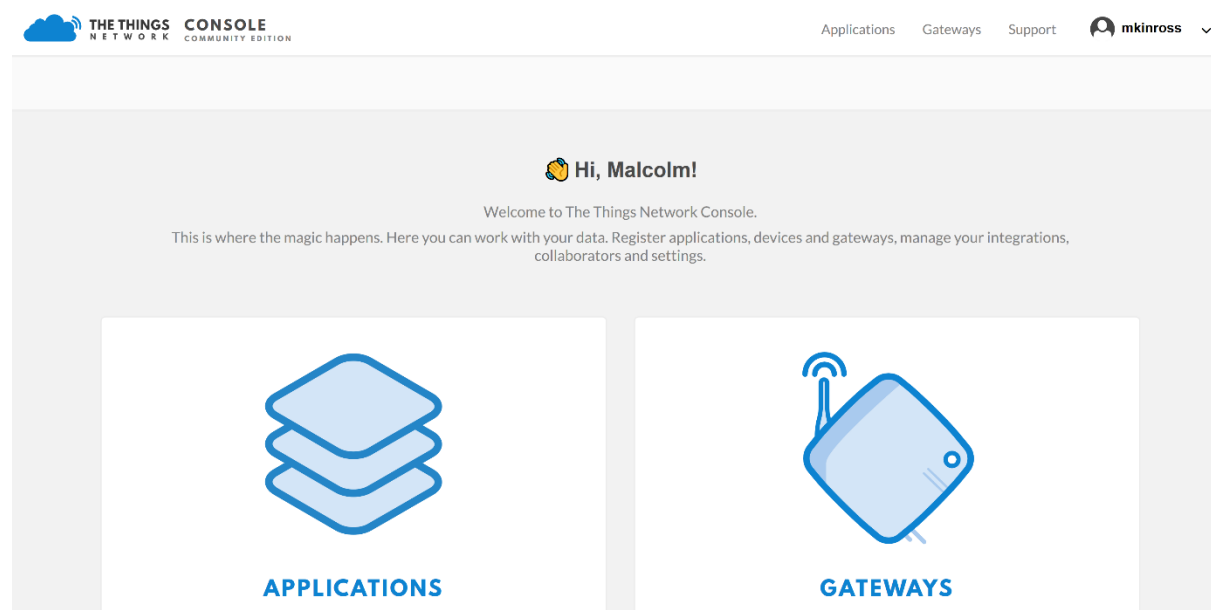 THE THINGS CONSOLE
NETWORK COMMUNITY EDITION
Applications Gateways Support mkinross
Hi, Malcolm!
Welcome to The Things Network Console.
This is where the magic happens. Here you can work with your data. Register applications, devices and gateways, manage your integrations,
collaborators and settings.
APPLICATIONS
GATEWAYS